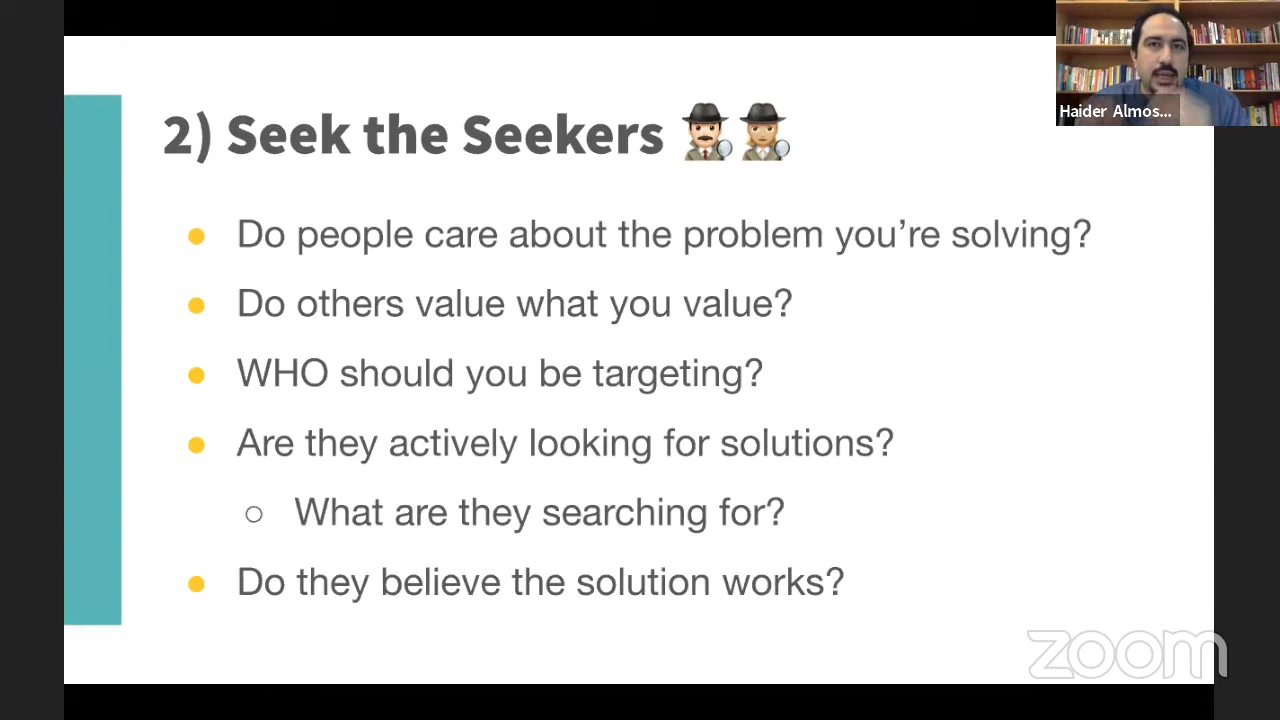 2) Seek the Seekers
Do people care about the problem you’re solving?
Do others value what you value?
WHO should you be targeting?
Are they actively looking for solutions?
What are they searching for?
Do they believe the solution works?
Haider Almos...
zoom